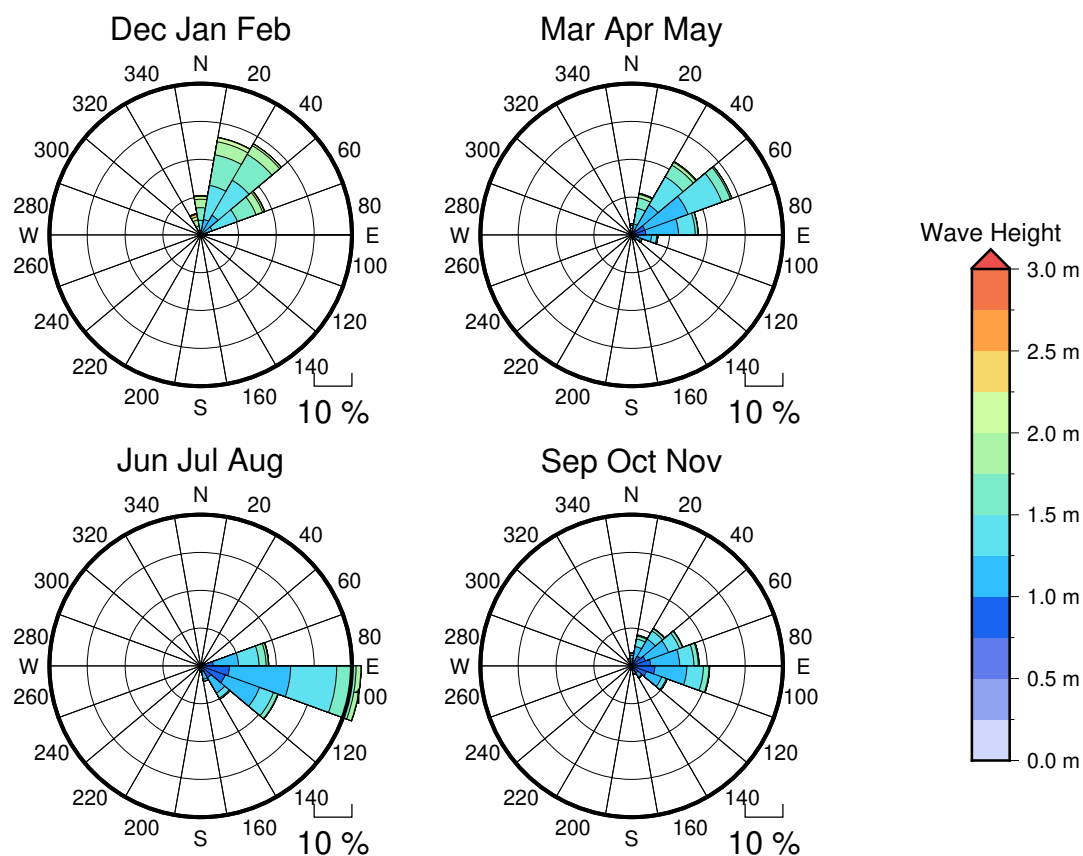 Dec Jan Feb
N
20
40
60
80
E
100
120
140
160
S
200
220
240
260
W
280
300
320
340
10 %
Mar Apr May
N
20
40
60
80
E
100
120
140
160
S
200
220
240
260
W
280
300
320
340
10 %
Jun Jul Aug
N
20
40
60
80
E
100
120
140
160
S
200
220
240
260
W
280
300
320
340
10 %
Sep Oct Nov
N
20
40
60
80
E
100
120
140
160
S
200
220
240
260
W
280
300
320
340
10 %
Wave Height
3.0 m
2.5 m
2.0 m
1.5 m
1.0 m
0.5 m
0.0 m